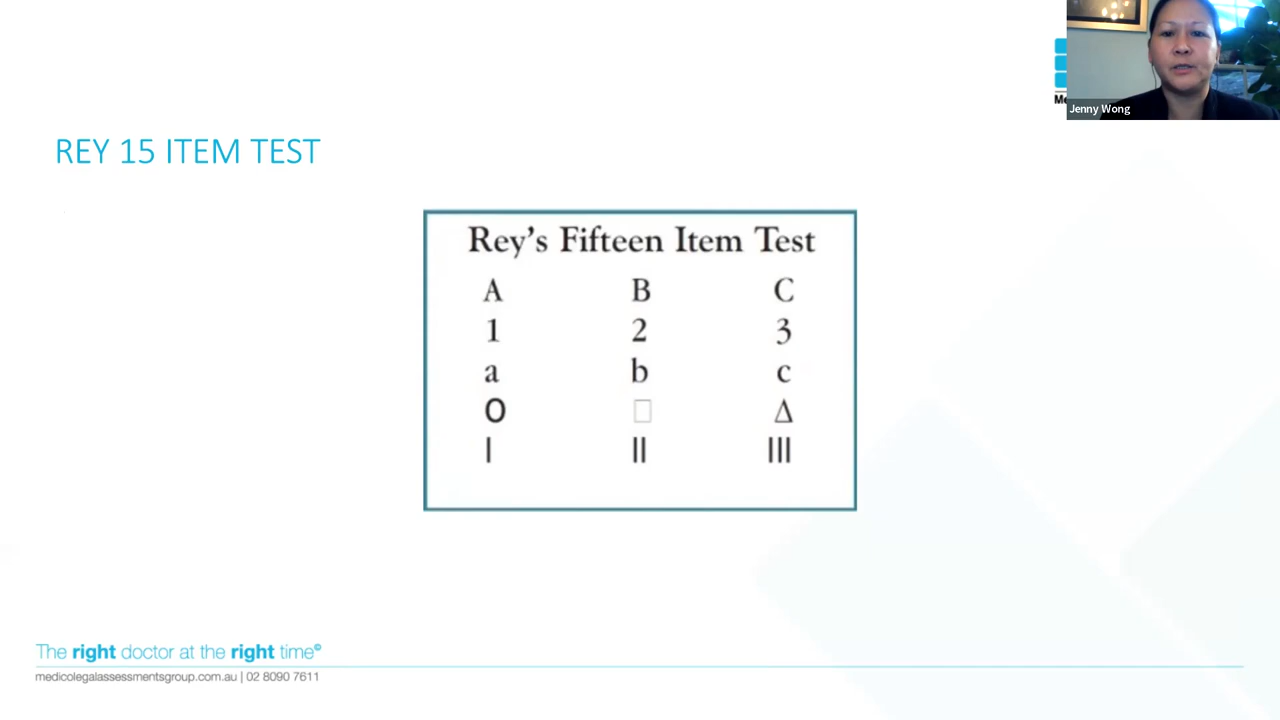 Me
Jenny Wong
REY 15 ITEM TEST
Rey's Fifteen Item Test
A B C
1 2 3
a b c
O □ Δ
I II III
The right doctor at the right time©
medicolegalassessmentsgroup.com.au | 02 8090 7611